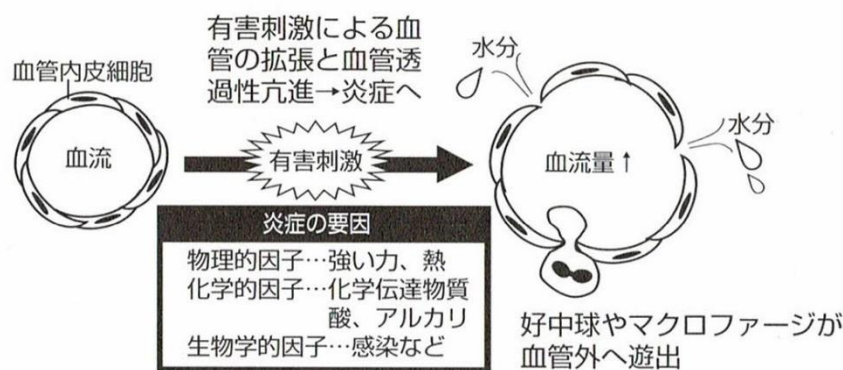 有害刺激による血
管の拡張と血管透
過性亢進→炎症へ
血管内皮細胞
血流
有害刺激
水分
水分
血流量↑
炎症の要因
物理的因子…強い力、熱
化学的因子…化学伝達物質
酸、アルカリ
生物学的因子…感染など
好中球やマクロファージが
血管外へ遊出